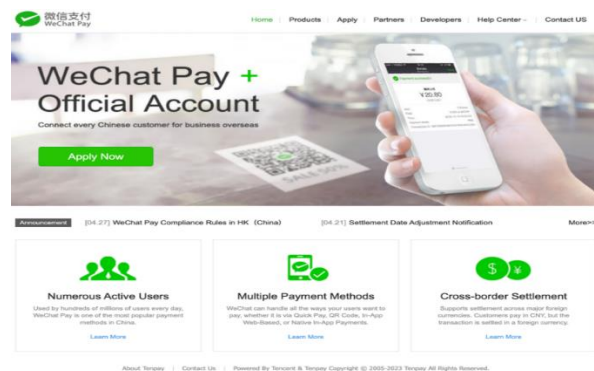 微信支付
WeChat Pay
Home
Products
Apply
Partners
Developers
Help Center
Contact US
WeChat Pay +
Official Account
Connect every Chinese customer for business overseas
Apply Now
¥20.80
SALE 50%
Announcement
[04.27] WeChat Pay Compliance Rules in HK (China)
[04.21] Settlement Date Adjustment Notification
More>
$ ¥
Numerous Active Users
Used by hundreds of millions of users every day,
WeChat Pay is one of the most popular payment
methods in China.
Learn More
Multiple Payment Methods
WeChat can handle all the ways your users want to
pay, whether it is via Quick Pay, QR Code, in-App
Web-Based, or Native In-App Payments.
Learn More
Cross-border Settlement
Supports settlement across major foreign
currencies. Customers pay in CNY, but the
transaction is settled in a foreign currency.
Learn More
About Tenpay | Contact Us | Powered By Tencent & Tenpay Copyright © 2005-2023 Tenpay All Rights Reserved.